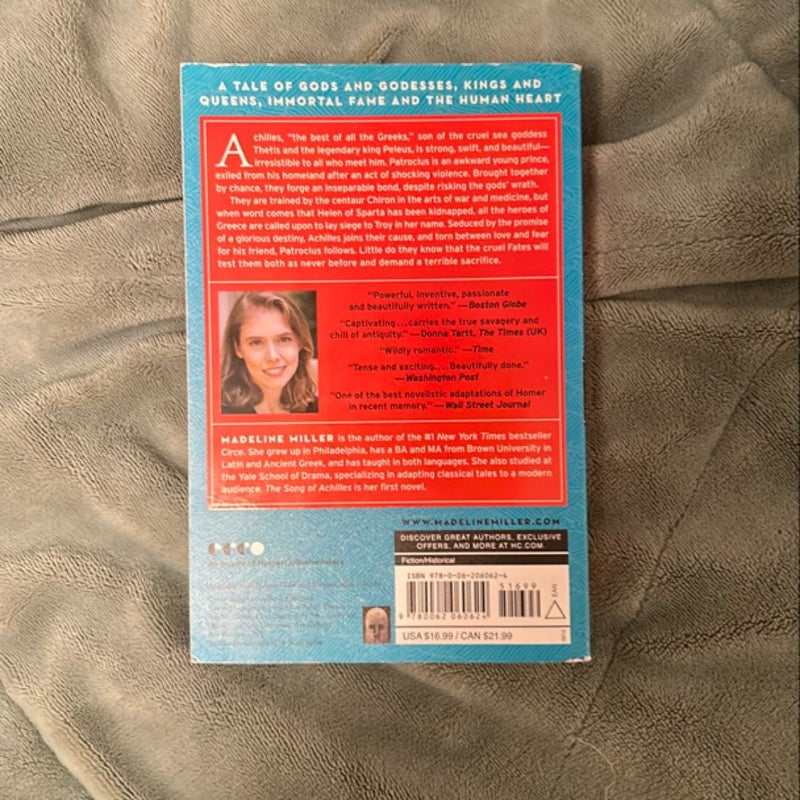 A TALE OF GODS AND GODESSES, KINGS AND
QUEENS, IMMORTAL FAME AND THE HUMAN HEART
Achilles, "the best of all the Greeks," son of the cruel sea goddess
Thetis and the legendary king Peleus, is strong, swift, and beautiful—
irresistible to all who meet him. Patroclus is an awkward young prince,
exiled from his homeland after an act of shocking violence. Brought together
by chance, they forge an inseparable bond, despite risking the gods' wrath.
They are trained by the centaur Chiron in the arts of war and medicine, but
when word comes that Helen of Sparta has been kidnapped, all the heroes of
Greece are called upon to lay siege to Troy in her name. Seduced by the promise
of a glorious destiny, Achilles joins their cause, and torn between love and fear
for his friend, Patroclus follows. Little do they know that the cruel Fates will
test them both as never before and demand a terrible sacrifice.
"Powerful, inventive, passionate
and beautifully written." —Boston Globe
"Captivating...carries the true savagery and
chill of antiquity." —Donna Tartt, The Times (UK)
"Wildly romantic." —Time
"Tense and exciting.... Beautifully done."
—Washington Post
"One of the best novelistic adaptations of Homer
in recent memory." —Wall Street Journal
MADELINE MILLER is the author of the #1 New York Times bestseller
Circe. She grew up in Philadelphia, has a BA and MA from Brown University in
Latin and Ancient Greek, and has taught in both languages. She also studied at
the Yale School of Drama, specializing in adapting classical tales to a modern
audience. The Song of Achilles is her first novel.
WWW.MADELINEMILLER.COM
DISCOVER GREAT AUTHORS, EXCLUSIVE
OFFERS, AND MORE AT HC.COM.
ecco
An Imprint of HarperCollinsPublishers
Fiction/Historical
ISBN 978-0-06-206062-4
51699
EAN
9 780062 060624
USA $16.99 / CAN $21.99